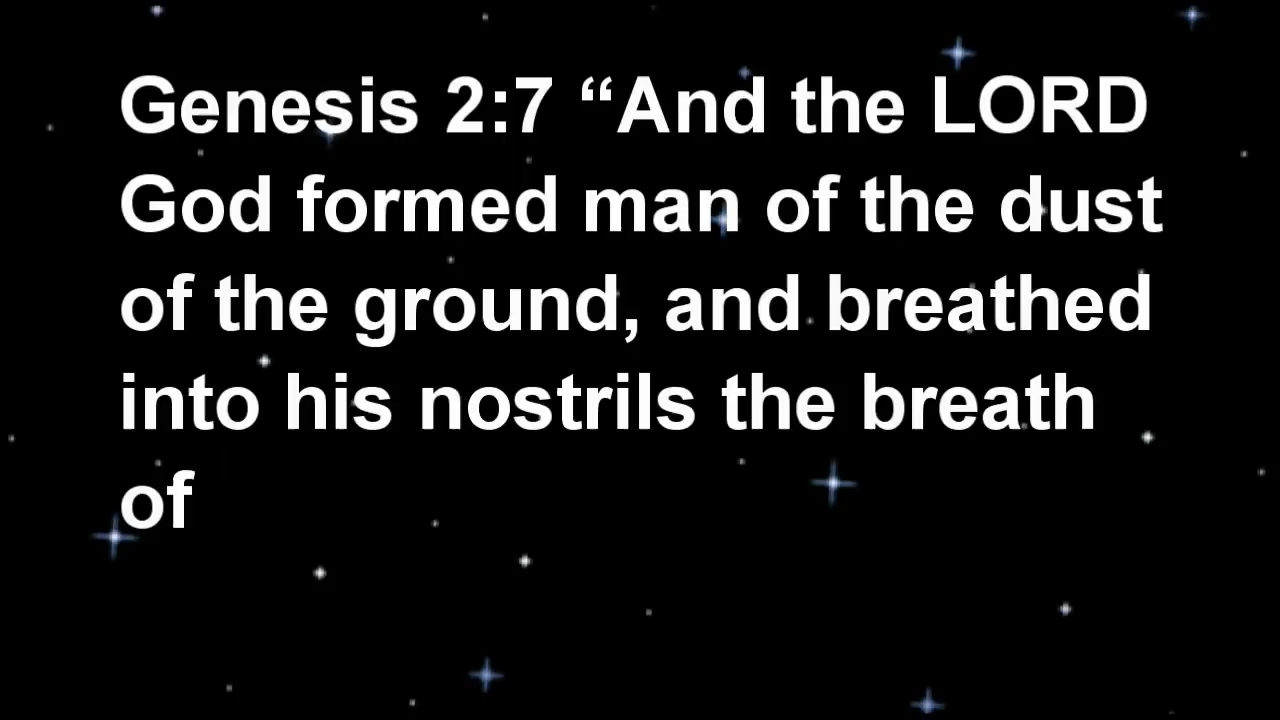 Genesis 2:7 “And the LORD
God formed man of the dust
of the ground, and breathed
into his nostrils the breath
of